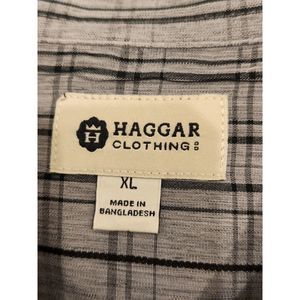 H
HAGGAR
CLOTHING CO
XL
MADE IN
BANGLADESH